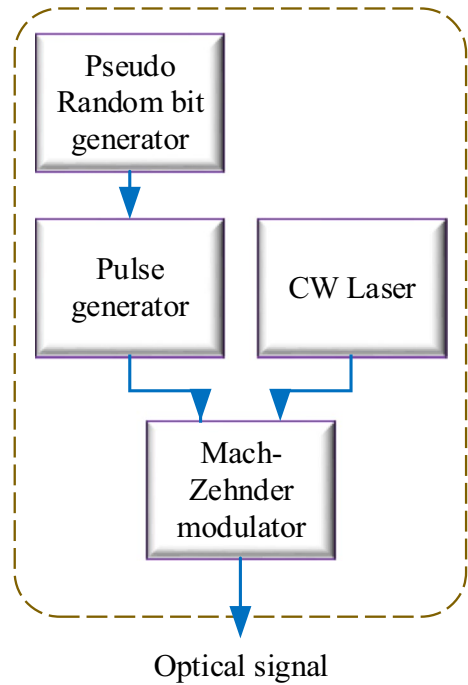 Pseudo
Random bit
generator
Pulse
generator
CW Laser
Mach-
Zehnder
modulator
Optical signal